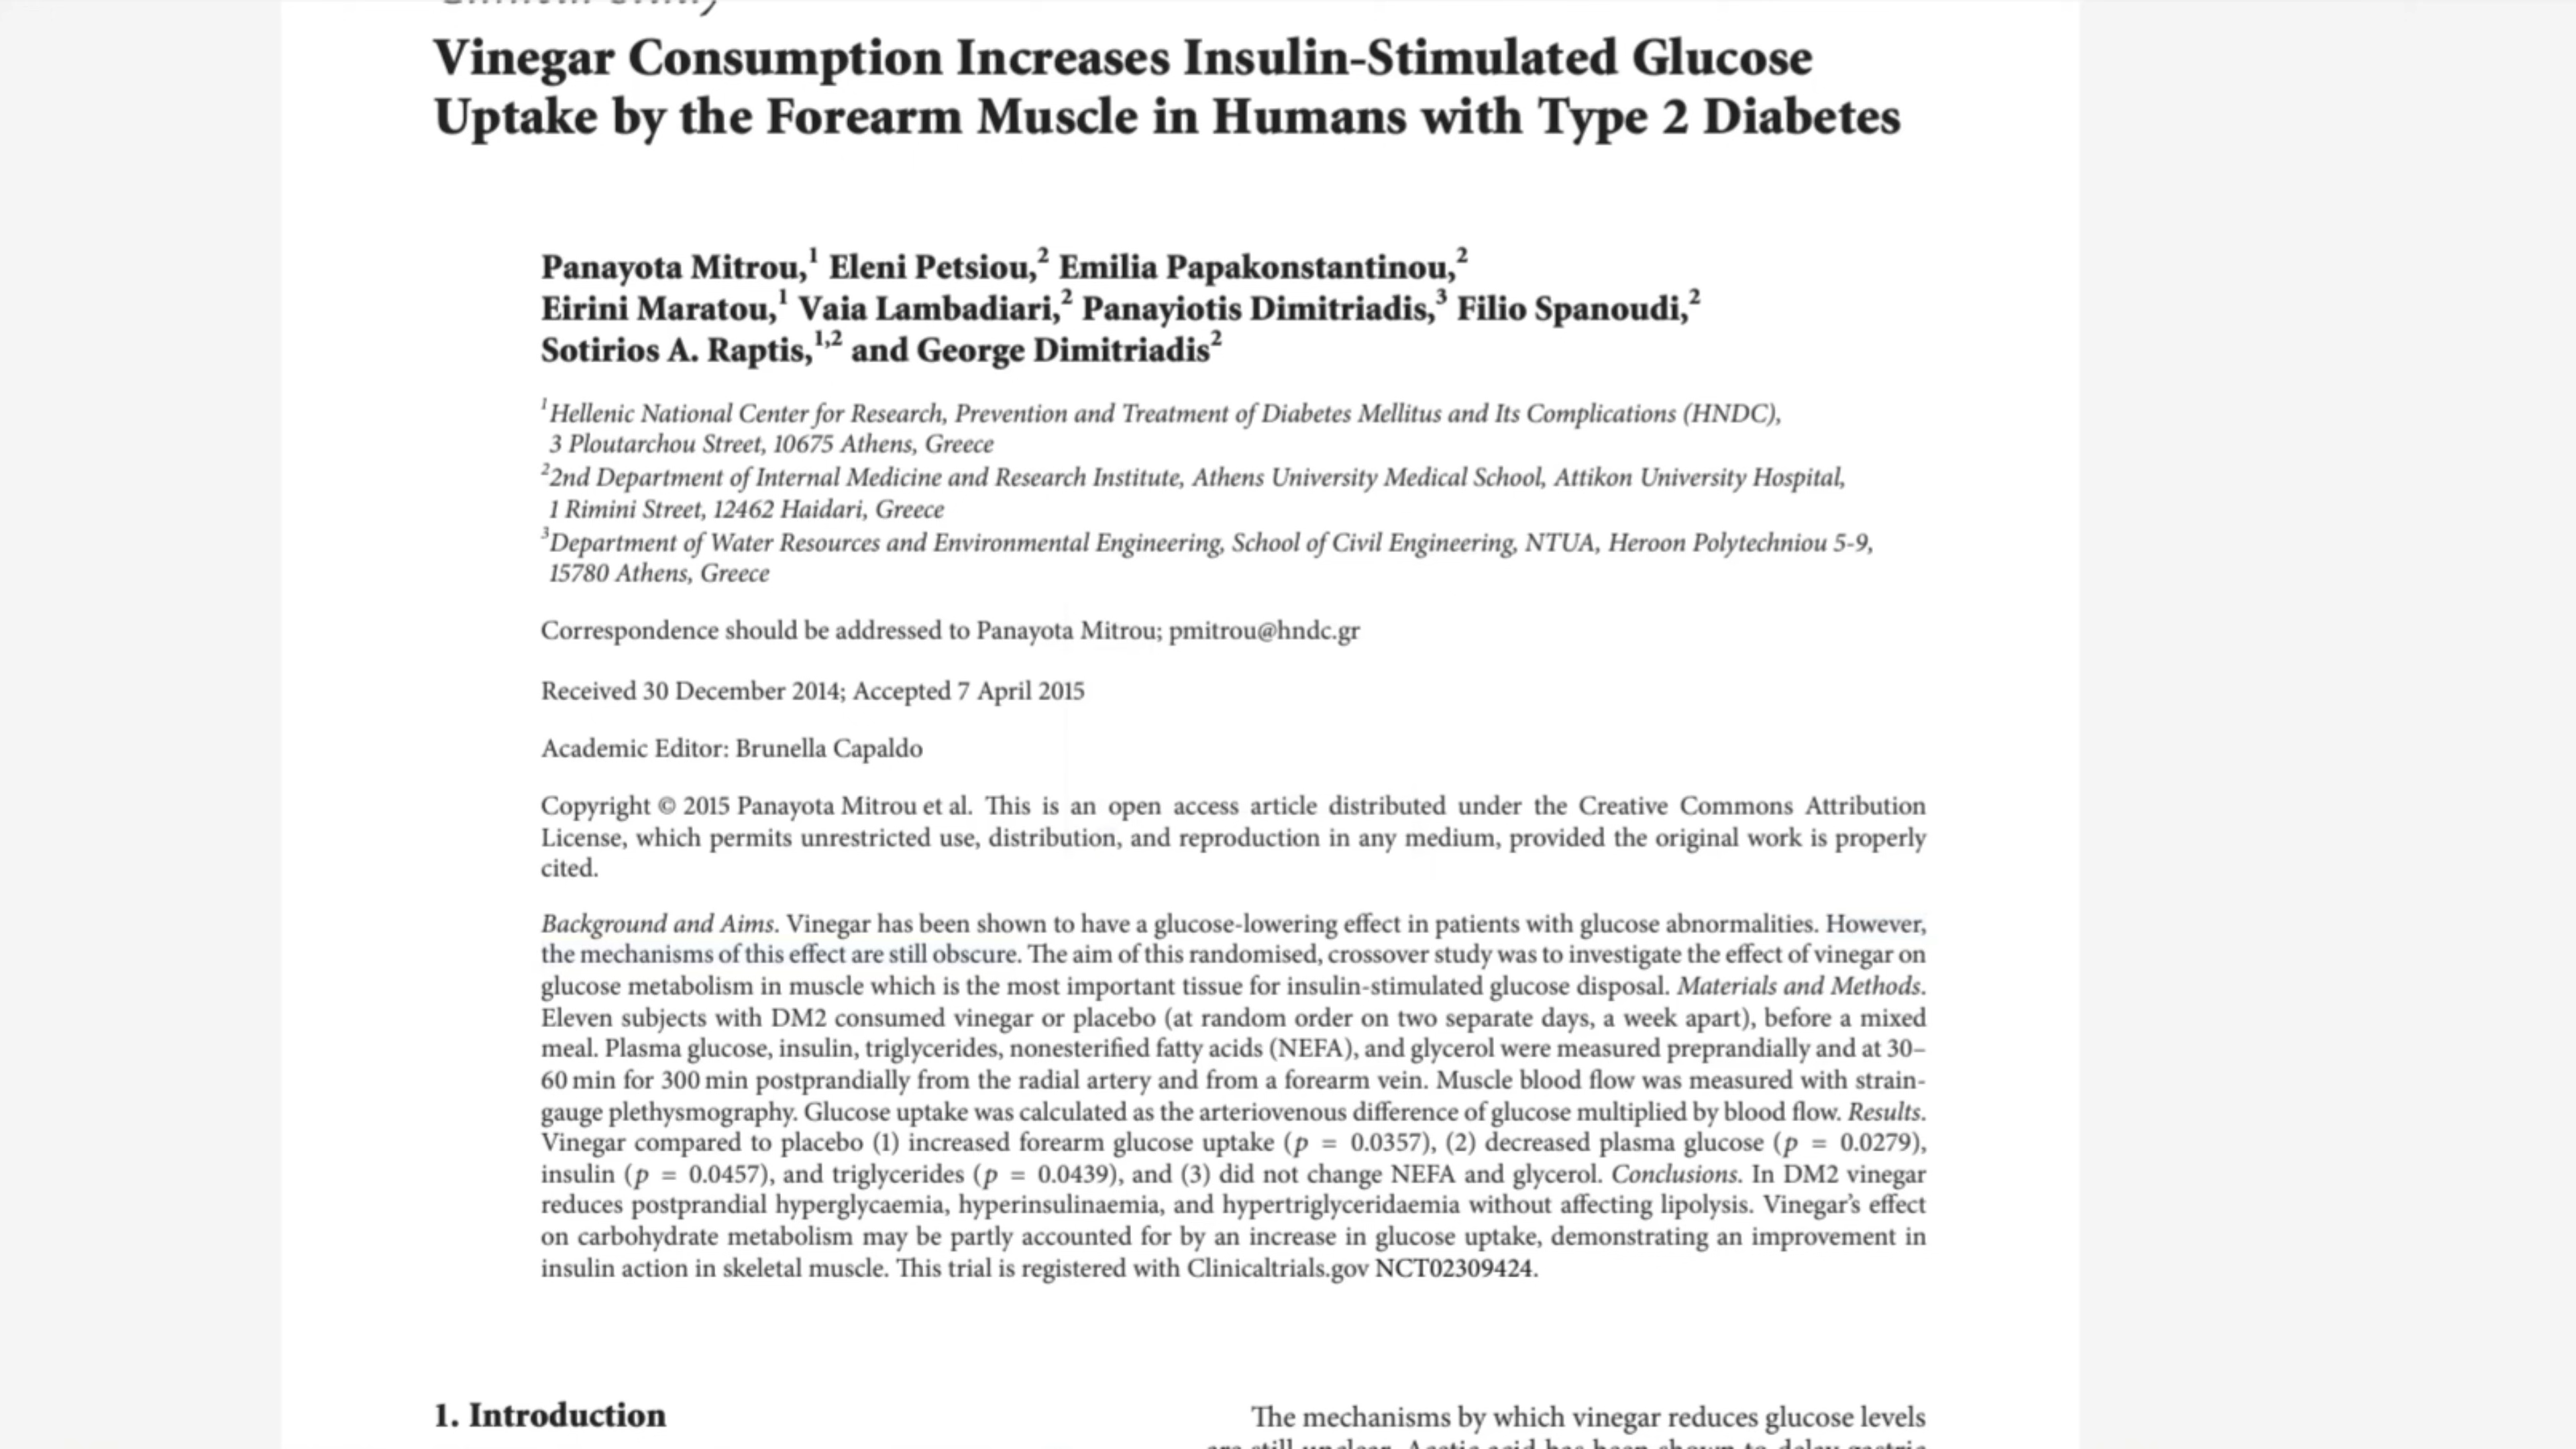 Vinegar Consumption Increases Insulin-Stimulated Glucose
Uptake by the Forearm Muscle in Humans with Type 2 Diabetes
Panayota Mitrou,¹ Eleni Petsiou,² Emilia Papakonstantinou,²
Eirini Maratou,¹ Vaia Lambadiari,² Panayiotis Dimitriadis,³ Filio Spanoudi,²
Sotirios A. Raptis,¹,² and George Dimitriadis²
¹Hellenic National Center for Research, Prevention and Treatment of Diabetes Mellitus and Its Complications (HNDC),
3 Ploutarchou Street, 10675 Athens, Greece
²2nd Department of Internal Medicine and Research Institute, Athens University Medical School, Attikon University Hospital,
1 Rimini Street, 12462 Haidari, Greece
³Department of Water Resources and Environmental Engineering, School of Civil Engineering, NTUA, Heroon Polytechniou 5-9,
15780 Athens, Greece
Correspondence should be addressed to Panayota Mitrou; pmitrou@hndc.gr
Received 30 December 2014; Accepted 7 April 2015
Academic Editor: Brunella Capaldo
Copyright © 2015 Panayota Mitrou et al. This is an open access article distributed under the Creative Commons Attribution
License, which permits unrestricted use, distribution, and reproduction in any medium, provided the original work is properly
cited.
Background and Aims. Vinegar has been shown to have a glucose-lowering effect in patients with glucose abnormalities. However,
the mechanisms of this effect are still obscure. The aim of this randomised, crossover study was to investigate the effect of vinegar on
glucose metabolism in muscle which is the most important tissue for insulin-stimulated glucose disposal. Materials and Methods.
Eleven subjects with DM2 consumed vinegar or placebo (at random order on two separate days, a week apart), before a mixed
meal. Plasma glucose, insulin, triglycerides, nonesterified fatty acids (NEFA), and glycerol were measured preprandially and at 30–
60 min for 300 min postprandially from the radial artery and from a forearm vein. Muscle blood flow was measured with strain-
gauge plethysmography. Glucose uptake was calculated as the arteriovenous difference of glucose multiplied by blood flow. Results.
Vinegar compared to placebo (1) increased forearm glucose uptake (p = 0.0357), (2) decreased plasma glucose (p = 0.0279),
insulin (p = 0.0457), and triglycerides (p = 0.0439), and (3) did not change NEFA and glycerol. Conclusions. In DM2 vinegar
reduces postprandial hyperglycaemia, hyperinsulinaemia, and hypertriglyceridaemia without affecting lipolysis. Vinegar's effect
on carbohydrate metabolism may be partly accounted for by an increase in glucose uptake, demonstrating an improvement in
insulin action in skeletal muscle. This trial is registered with Clinicaltrials.gov NCT02309424.
1. Introduction
The mechanisms by which vinegar reduces glucose levels